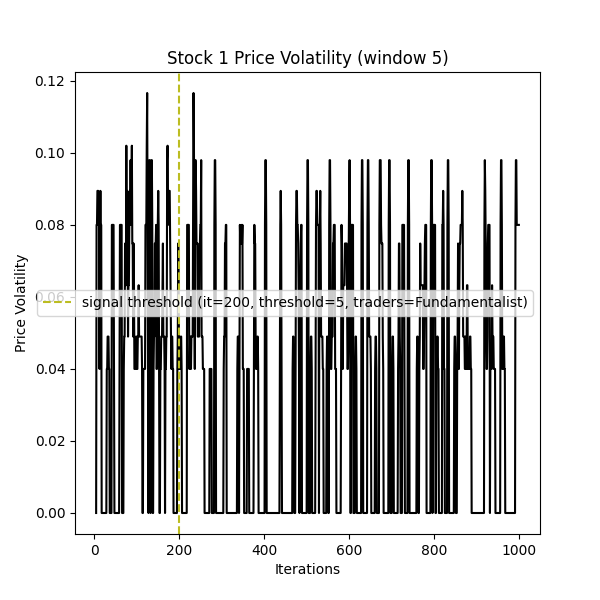 Stock 1 Price Volatility (window 5)
Price Volatility
0.12
0.10
0.08
0.06
0.04
0.02
0.00
signal threshold (it=200, threshold=5, traders=Fundamentalist)
0 200 400 600 800 1000
Iterations